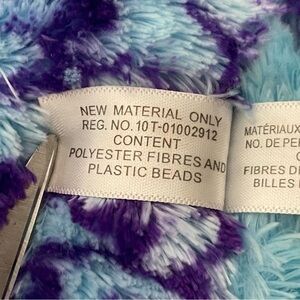 NEW MATERIAL ONLY
REG. NO. 10T-01002912
CONTENT
POLYESTER FIBRES AND
PLASTIC BEADS
MATÉRIAUX
NO. DE PE
FIBRES DE
BILLES